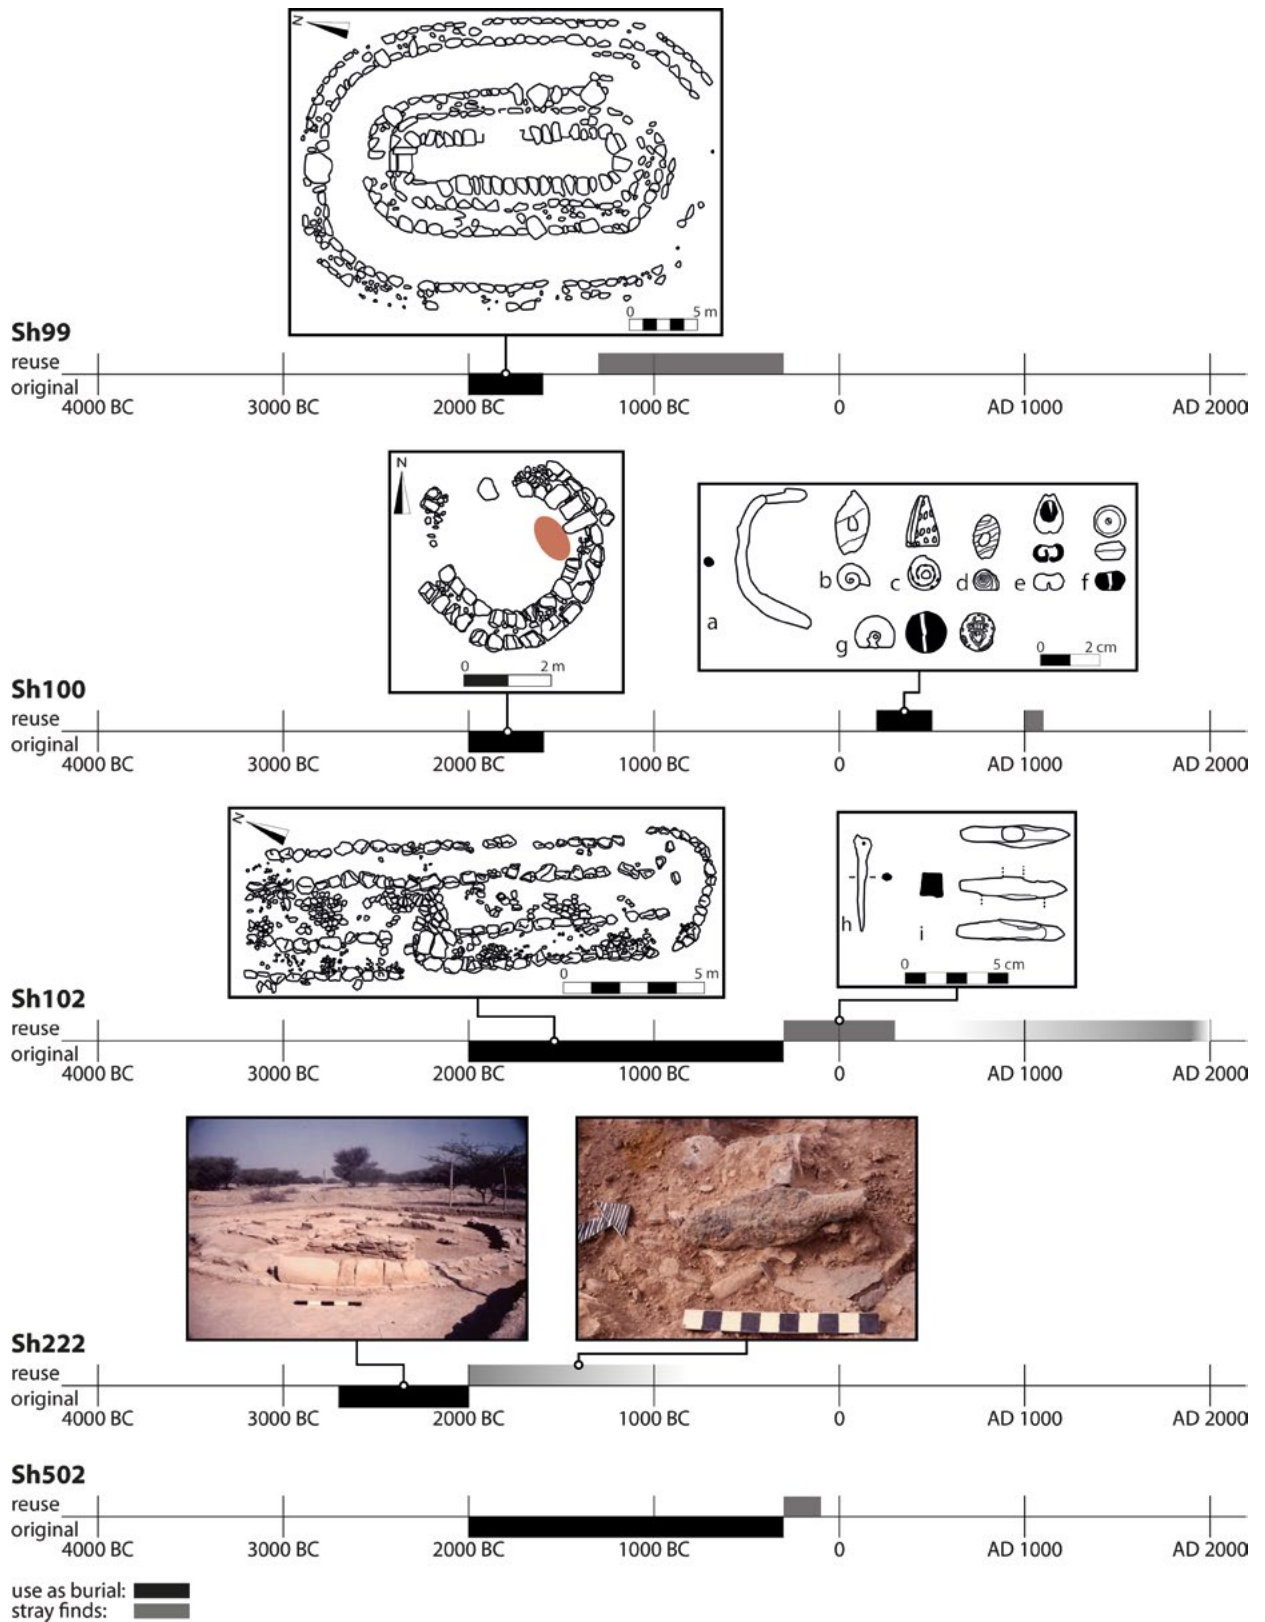 N
0 5 m
Sh99
reuse
original
4000 BC 3000 BC 2000 BC 1000 BC 0 AD 1000 AD 2000
N
0 2 m
a b c d e f
g
0 2 cm
Sh100
reuse
original
4000 BC 3000 BC 2000 BC 1000 BC 0 AD 1000 AD 2000
N
0 5 m
h i
0 5 cm
Sh102
reuse
original
4000 BC 3000 BC 2000 BC 1000 BC 0 AD 1000 AD 2000
Sh222
reuse
original
4000 BC 3000 BC 2000 BC 1000 BC 0 AD 1000 AD 2000
Sh502
reuse
original
4000 BC 3000 BC 2000 BC 1000 BC 0 AD 1000 AD 2000
use as burial:
stray finds: